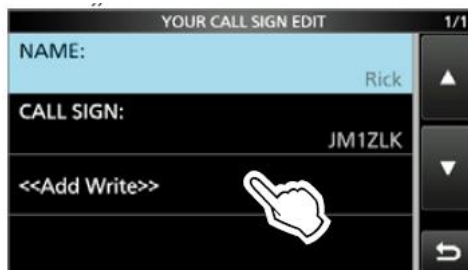 YOUR CALL SIGN EDIT 1/1
NAME:
Rick
CALL SIGN:
JM1ZLK
<<Add Write>>